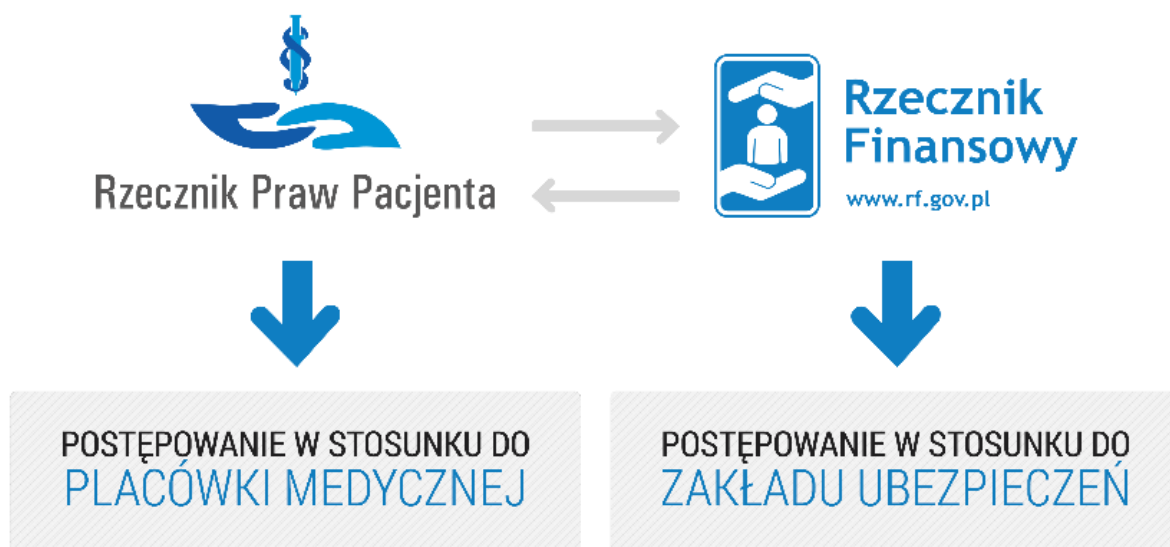 Rzecznik Praw Pacjenta
Rzecznik
Finansowy
www.rf.gov.pl
POSTĘPOWANIE W STOSUNKU DO
PLACÓWKI MEDYCZNEJ
POSTĘPOWANIE W STOSUNKU DO
ZAKŁADU UBEZPIECZEŃ